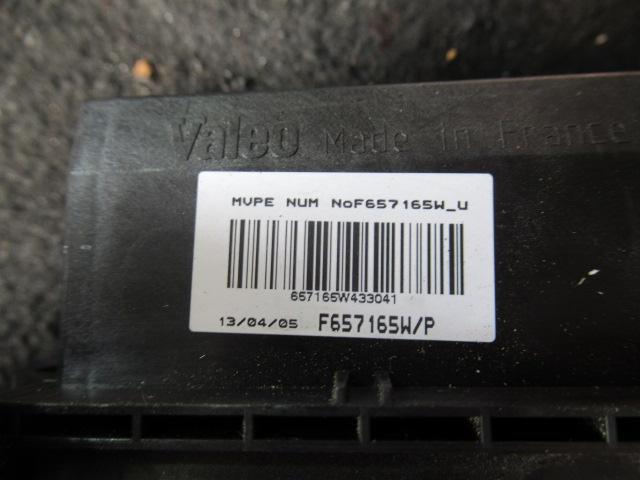 Valeo Made in France
MVPE NUM NoF657165W_U
657165W433041
13/04/05 F657165W/P